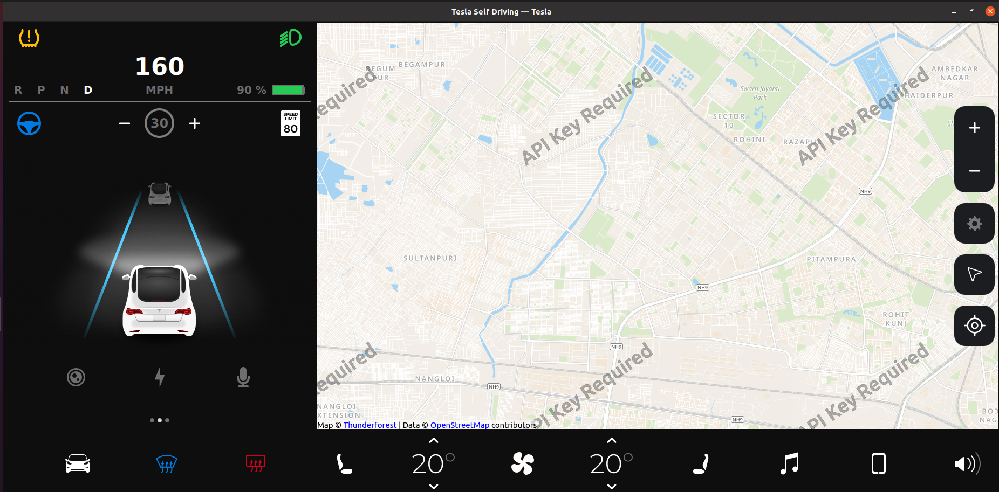 Tesla Self Driving — Tesla
160
R P N D
MPH
90 %
30
SPEED
LIMIT
80
BEGUM
PUR
BEGAMPUR
AMBEDKAR
NAGAR
HAIDERPUR
Swarn Jayanti
Park
SECTOR
10
ROHINI
RAZAPUR
Required
API Key Required
API Key Required
NH9
SULTANPURI
PITAMPURA
NH9
ROHIT
KUNJ
NH9
NANGLOI
NH9
Required
API Key Required
API Key Required
NANGLOI
XTENSION
NH9
BOD
NAG
Map © Thunderforest | Data © OpenStreetMap contributors
20°
20°